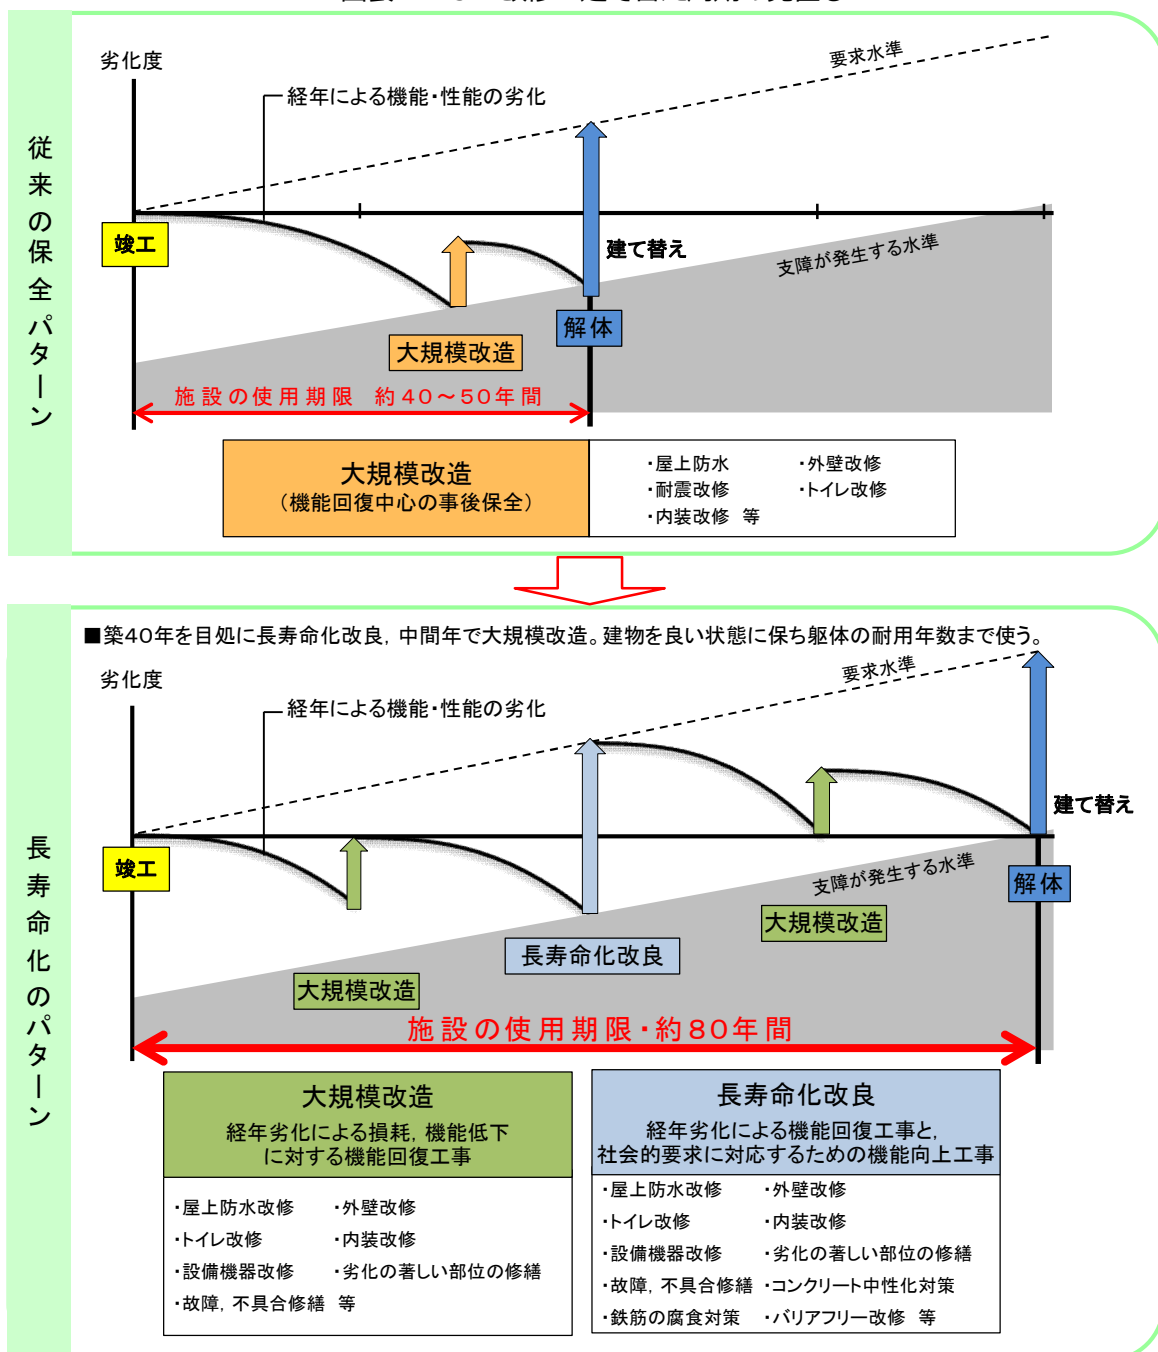 従来の保全パターン
劣化度
要求水準
経年による機能・性能の劣化
竣工
建て替え
支障が発生する水準
解体
大規模改造
施設の使用期限 約40~50年間
大規模改造
(機能回復中心の事後保全)
・屋上防水 ・外壁改修
・耐震改修 ・トイレ改修
・内装改修 等
長寿命化のパターン
■築40年を目処に長寿命化改良,中間年で大規模改造。建物を良い状態に保ち躯体の耐用年数まで使う。
劣化度
要求水準
経年による機能・性能の劣化
建て替え
竣工
支障が発生する水準
解体
大規模改造
長寿命化改良
大規模改造
施設の使用期限・約80年間
大規模改造
経年劣化による損耗,機能低下
に対する機能回復工事
・屋上防水改修 ・外壁改修
・トイレ改修 ・内装改修
・設備機器改修 ・劣化の著しい部位の修繕
・故障,不具合修繕 等
長寿命化改良
経年劣化による機能回復工事と,
社会的要求に対応するための機能向上工事
・屋上防水改修 ・外壁改修
・トイレ改修 ・内装改修
・設備機器改修 ・劣化の著しい部位の修繕
・故障,不具合修繕 ・コンクリート中性化対策
・鉄筋の腐食対策 ・バリアフリー改修 等